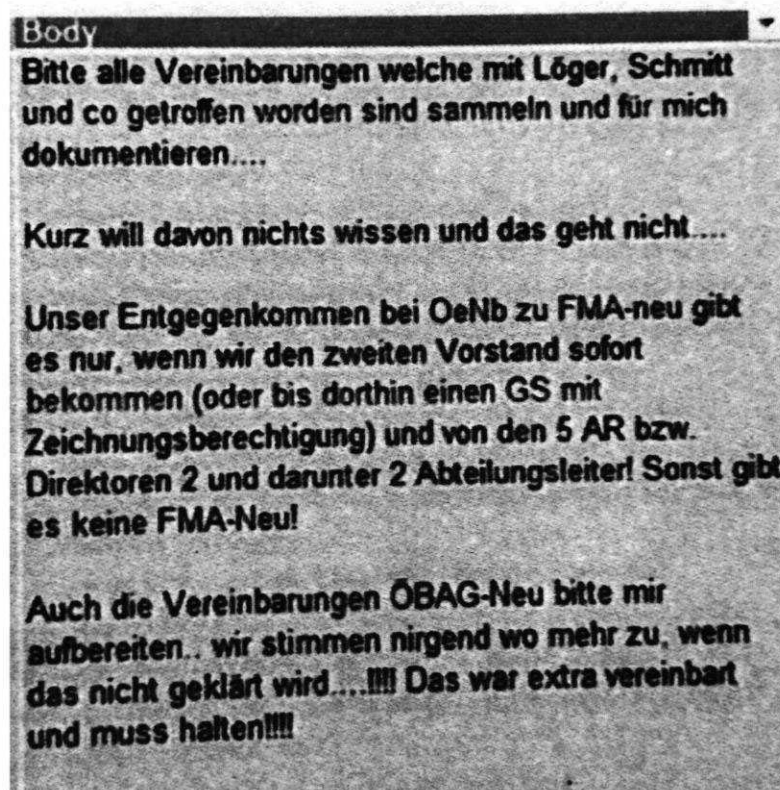 Body
Bitte alle Vereinbarungen welche mit Löger, Schmitt
und co getroffen worden sind sammeln und für mich
dokumentieren....
Kurz will davon nichts wissen und das geht nicht....
Unser Entgegenkommen bei OeNb zu FMA-neu gibt
es nur, wenn wir den zweiten Vorstand sofort
bekommen (oder bis dorthin einen GS mit
Zeichnungsberechtigung) und von den 5 AR bzw.
Direktoren 2 und darunter 2 Abteilungsleiter! Sonst gibt
es keine FMA-Neu!
Auch die Vereinbarungen ÖBAG-Neu bitte mir
aufbereiten.. wir stimmen nirgend wo mehr zu, wenn
das nicht geklärt wird....!!!! Das war extra vereinbart
und muss halten!!!!